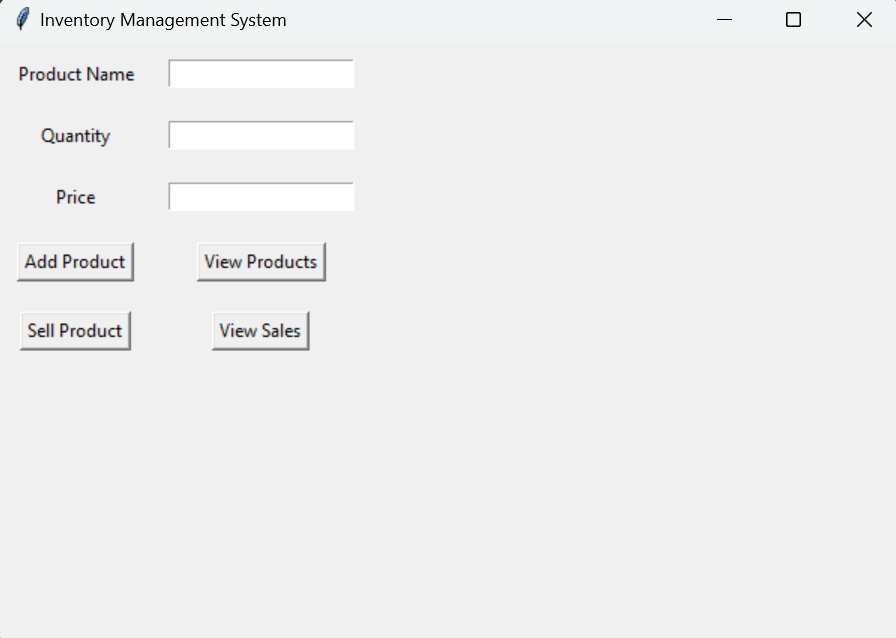 Inventory Management System
Product Name
Quantity
Price
Add Product View Products
Sell Product View Sales